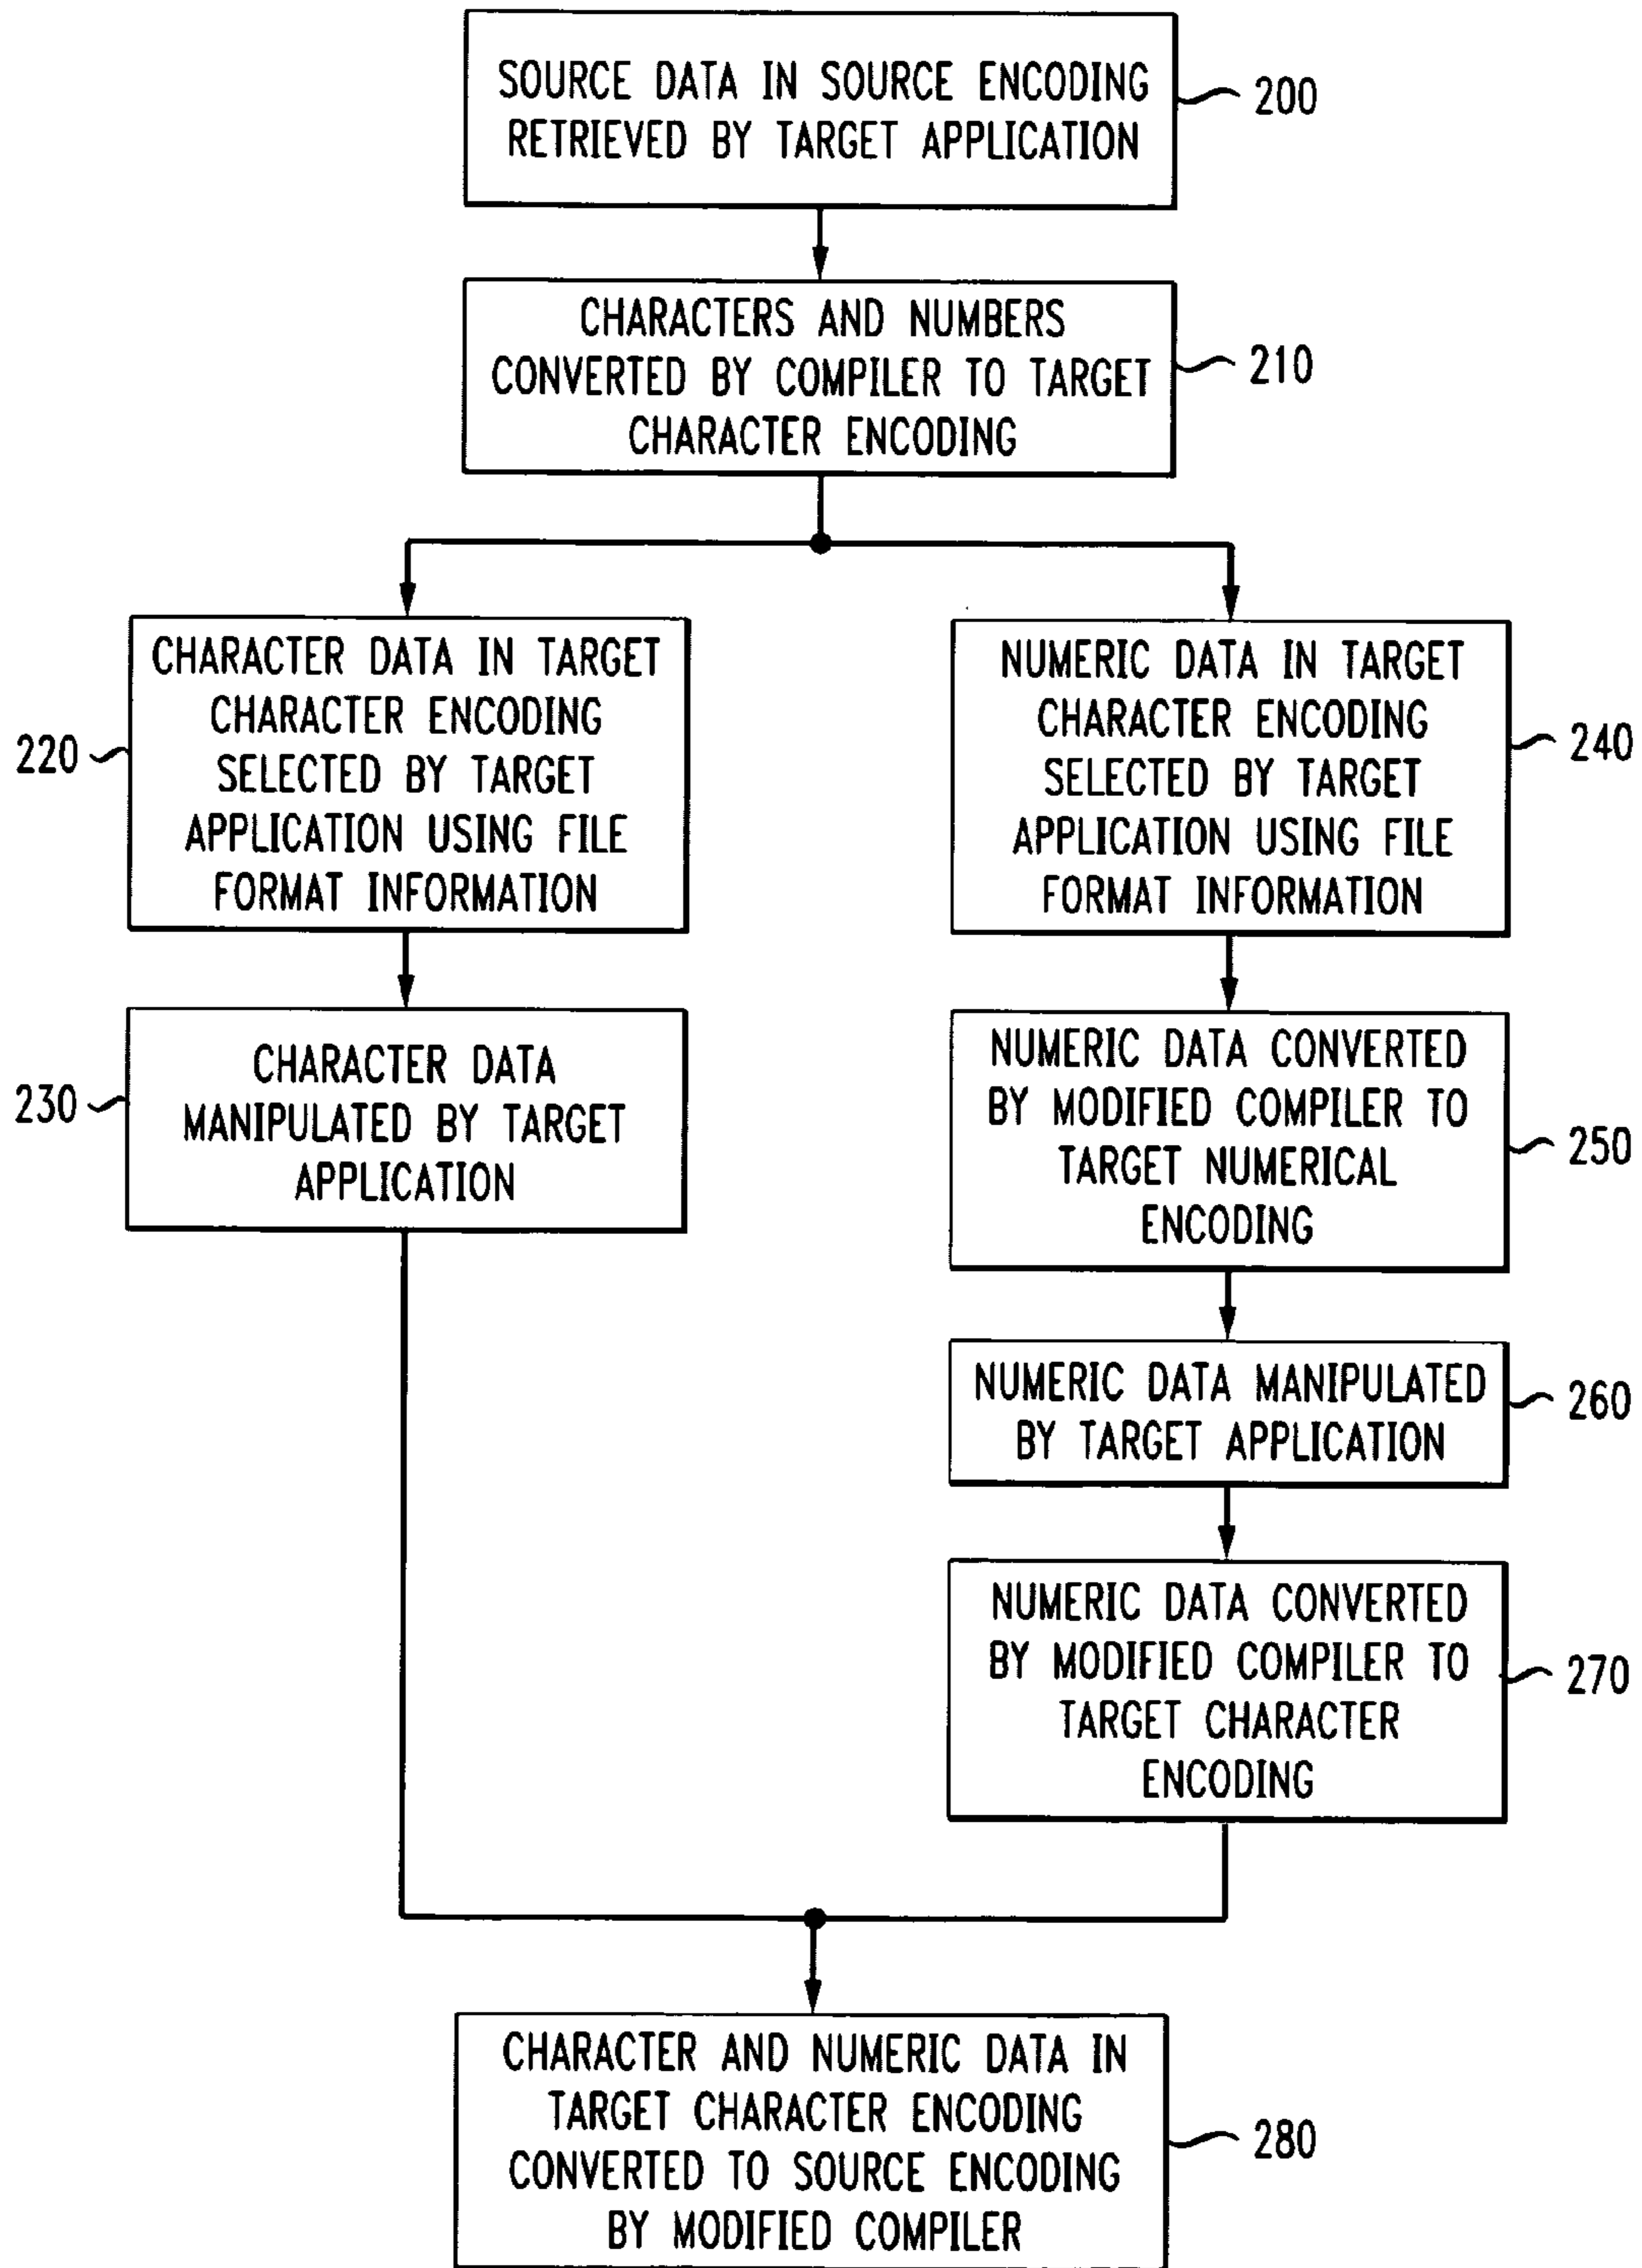 SOURCE DATA IN SOURCE ENCODING
RETRIEVED BY TARGET APPLICATION
200
CHARACTERS AND NUMBERS
CONVERTED BY COMPILER TO TARGET
CHARACTER ENCODING
210
CHARACTER DATA IN TARGET
CHARACTER ENCODING
SELECTED BY TARGET
APPLICATION USING FILE
FORMAT INFORMATION
220
CHARACTER DATA
MANIPULATED BY TARGET
APPLICATION
230
NUMERIC DATA IN TARGET
CHARACTER ENCODING
SELECTED BY TARGET
APPLICATION USING FILE
FORMAT INFORMATION
240
NUMERIC DATA CONVERTED
BY MODIFIED COMPILER TO
TARGET NUMERICAL
ENCODING
250
NUMERIC DATA MANIPULATED
BY TARGET APPLICATION
260
NUMERIC DATA CONVERTED
BY MODIFIED COMPILER TO
TARGET CHARACTER
ENCODING
270
CHARACTER AND NUMERIC DATA IN
TARGET CHARACTER ENCODING
CONVERTED TO SOURCE ENCODING
BY MODIFIED COMPILER
280